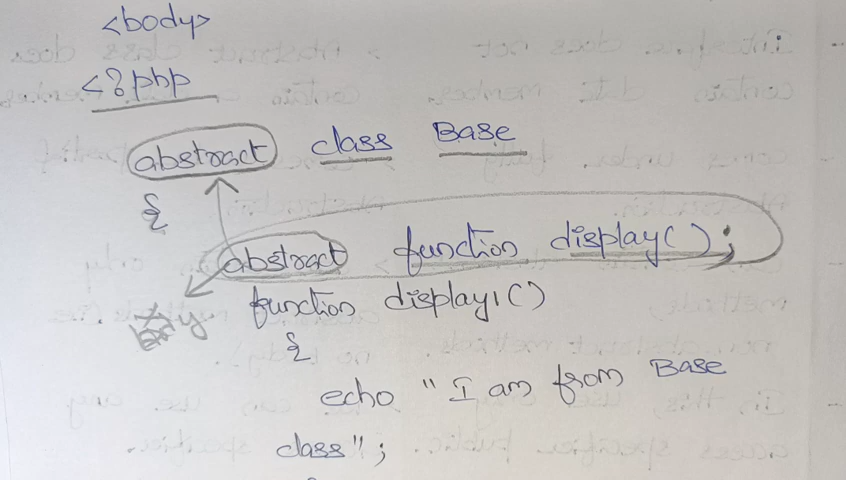 <body>
<?php
abstract class Base
{
abstract function display();
function display1()
{
echo "I am from Base
class";